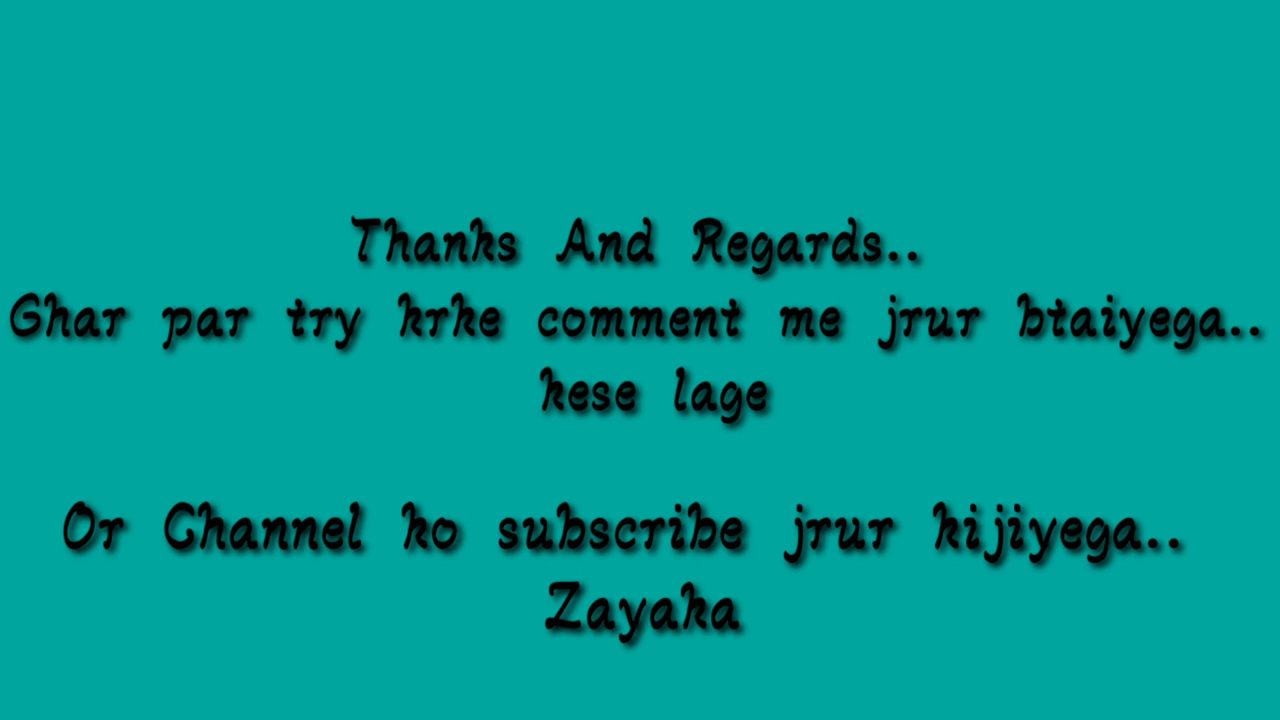 Thanks And Regards..
Ghar par try krke comment me jrur btaiyega..
kese lage
Or Channel ko subscribe jrur kijiyega..
Zayaka